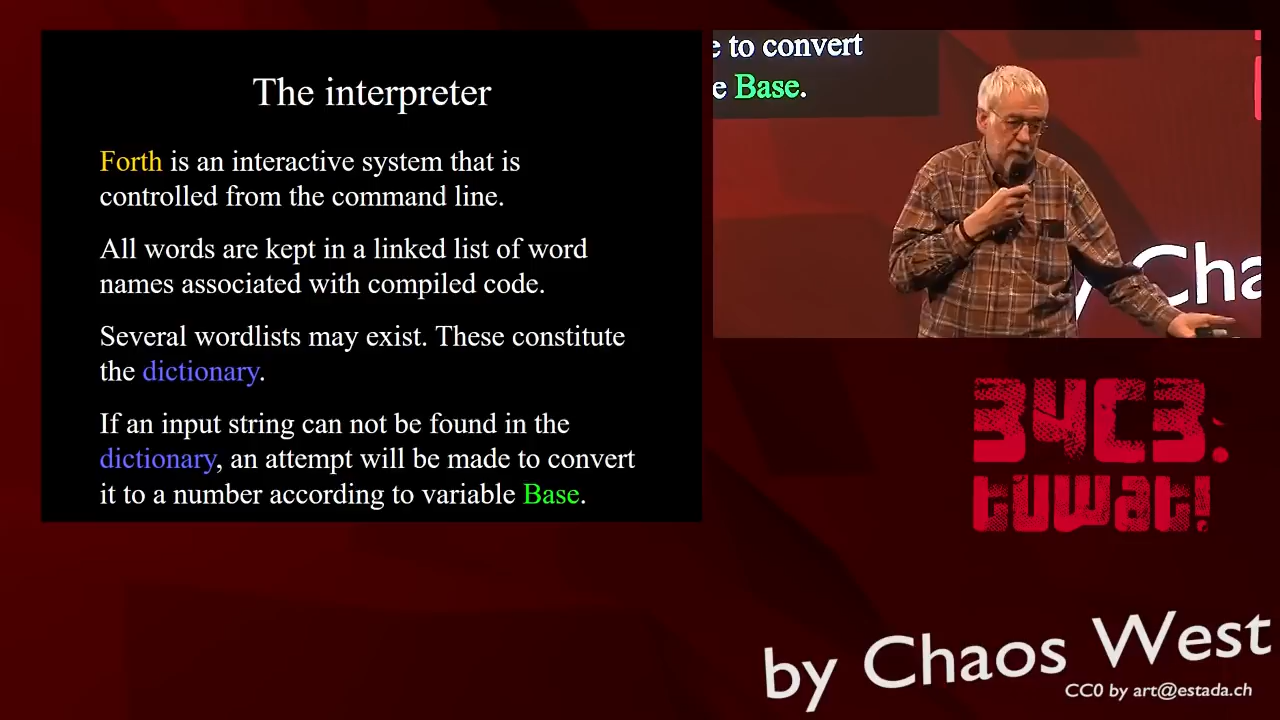 The interpreter
Forth is an interactive system that is
controlled from the command line.
All words are kept in a linked list of word
names associated with compiled code.
Several wordlists may exist. These constitute
the dictionary.
If an input string can not be found in the
dictionary, an attempt will be made to convert
it to a number according to variable Base.
e to convert
e Base.
y Cha
34C3:
tuwat!
by Chaos West
CC0 by art@estada.ch